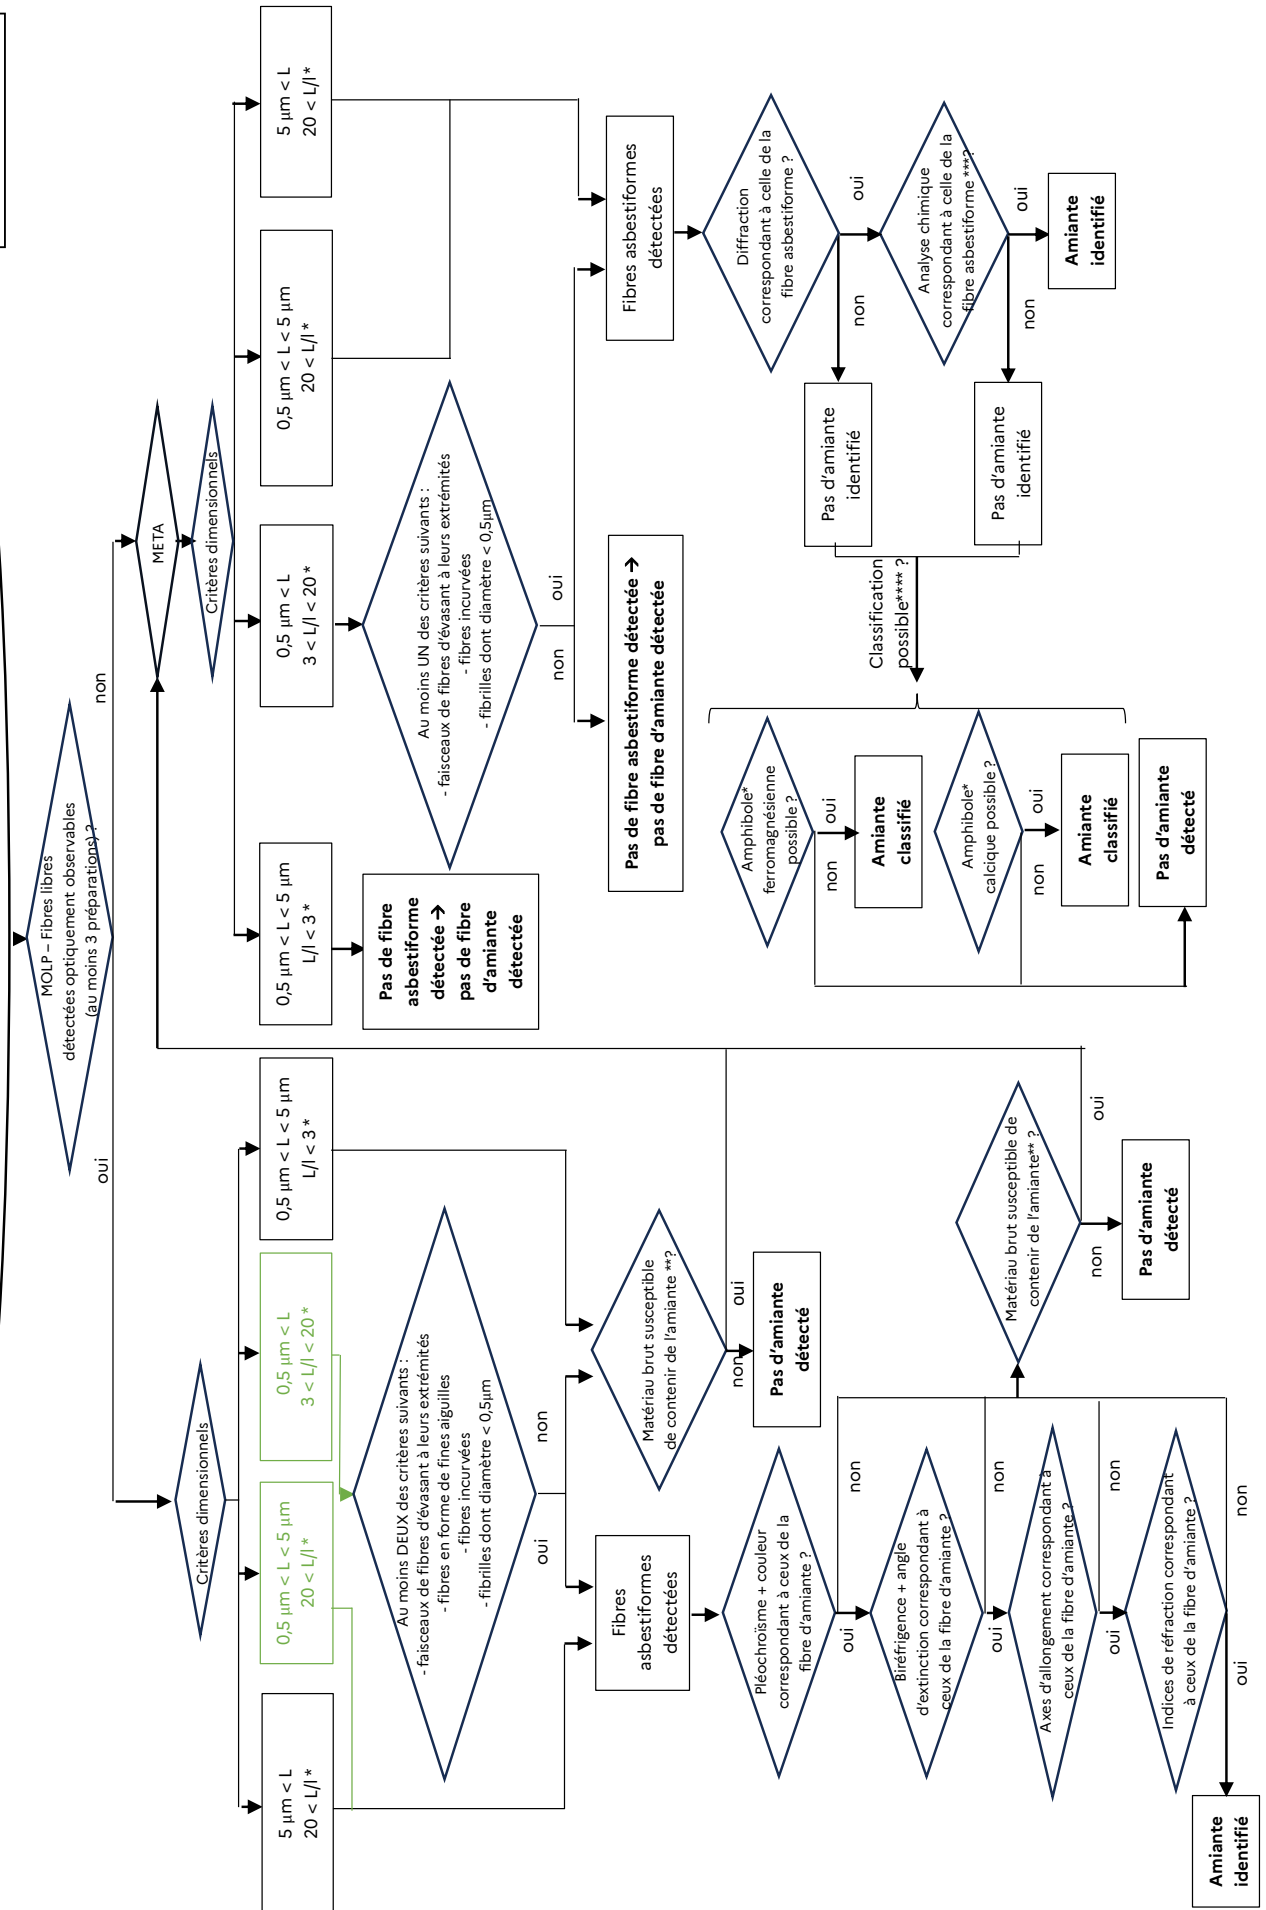 MOLP – Fibres libres
détectées optiquement observables
(au moins 3 préparations) ?
oui
non
Critères dimensionnels
5 µm < L
20 < L/l *
0,5 µm < L < 5 µm
20 < L/l *
0,5 µm < L
3 < L/l < 20 *
0,5 µm < L < 5 µm
L/l < 3 *
Au moins DEUX des critères suivants :
- faisceaux de fibres d'évasant à leurs extrémités
- fibres en forme de fines aiguilles
- fibres incurvées
- fibrilles dont diamètre < 0,5µm
oui
non
Fibres
asbestiformes
détectées
Matériau brut susceptible
de contenir de l'amiante **?
non
oui
Pas d'amiante
détecté
Pléochroïsme + couleur
correspondant à ceux de la
fibre d'amiante ?
oui
non
Biréfrigence + angle
d'extinction correspondant à
ceux de la fibre d'amiante ?
oui
non
Axes d'allongement correspondant à
ceux de la fibre d'amiante ?
oui
non
Indices de réfraction correspondant
à ceux de la fibre d'amiante ?
oui
non
Amiante
identifié
Matériau brut susceptible de
contenir de l'amiante** ?
non
oui
Pas d'amiante
détecté
META
Critères dimensionnels
0,5 µm < L < 5 µm
L/l < 3 *
0,5 µm < L
3 < L/l < 20 *
0,5 µm < L < 5 µm
20 < L/l *
5 µm < L
20 < L/l *
Pas de fibre
asbestiforme
détectée →
pas de fibre
d'amiante
détectée
Au moins UN des critères suivants :
- faisceaux de fibres d'évasant à leurs extrémités
- fibres incurvées
- fibrilles dont diamètre < 0,5µm
non
oui
Pas de fibre asbestiforme détectée →
pas de fibre d'amiante détectée
Fibres asbestiformes
détectées
Diffraction
correspondant à celle de la
fibre asbestiforme ?
non
oui
Analyse chimique
correspondant à celle de la
fibre asbestiforme ***?
non
oui
Amiante
identifié
Pas d'amiante
identifié
Pas d'amiante
identifié
Classification
possible**** ?
Amphibole*
ferromagnésienne
possible ?
non
oui
Amiante
classifié
Amphibole*
calcique possible ?
non
oui
Amiante
classifié
Pas d'amiante
détecté